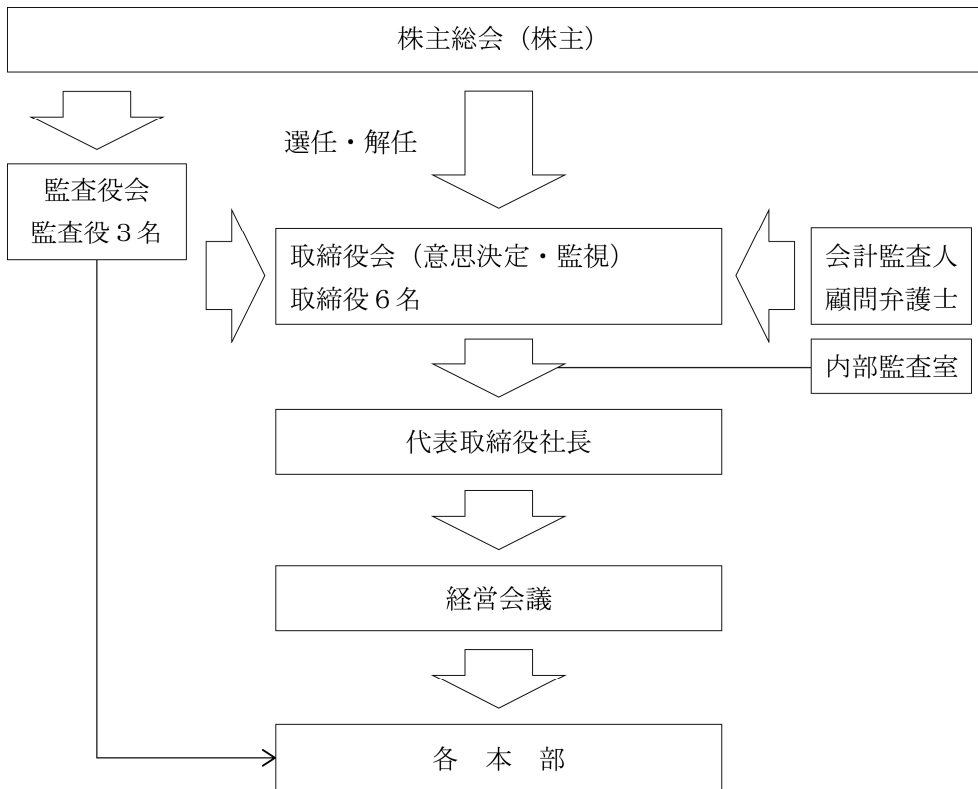 株主総会（株主）
選任・解任
監査役会
監査役３名
取締役会（意思決定・監視）
取締役６名
会計監査人
顧問弁護士
内部監査室
代表取締役社長
経営会議
各　本　部